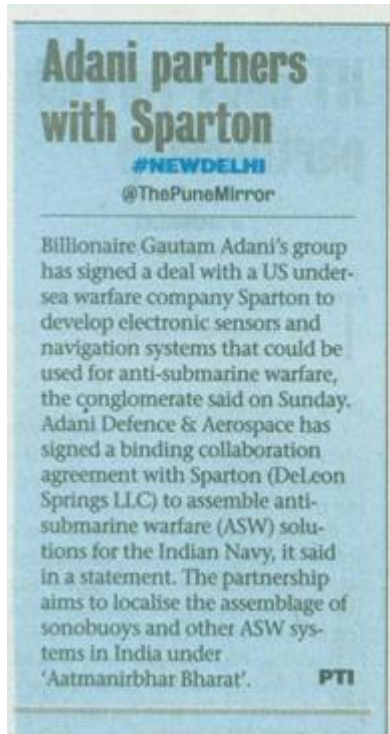 Adani partners
with Sparton
#NEWDELHI
@ThePuneMirror
Billionaire Gautam Adani's group
has signed a deal with a US under-
sea warfare company Sparton to
develop electronic sensors and
navigation systems that could be
used for anti-submarine warfare,
the conglomerate said on Sunday.
Adani Defence & Aerospace has
signed a binding collaboration
agreement with Sparton (DeLeon
Springs LLC) to assemble anti-
submarine warfare (ASW) solu-
tions for the Indian Navy, it said
in a statement. The partnership
aims to localise the assemblage of
sonobuoys and other ASW sys-
tems in India under
'Aatmanirbhar Bharat'. PTI